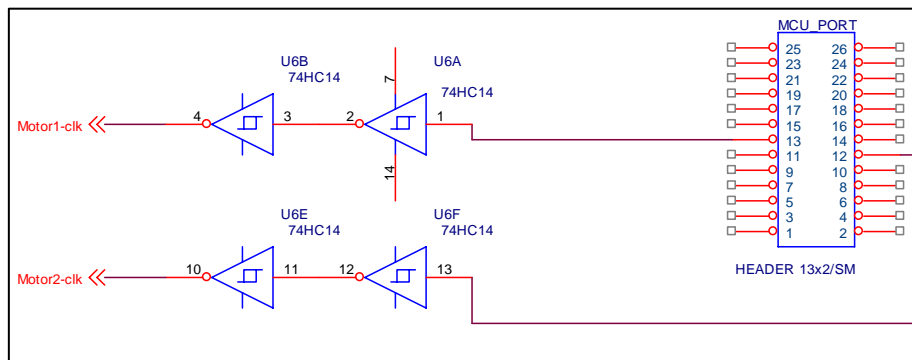 MCU_PORT
U6B
74HC14
7
U6A
74HC14
Motor1-clk
4
3
2
1
14
25 26
23 24
21 22
19 20
17 18
15 16
13 14
11 12
9 10
7 8
5 6
3 4
1 2
HEADER 13x2/SM
U6E
74HC14
U6F
74HC14
Motor2-clk
10
11
12
13